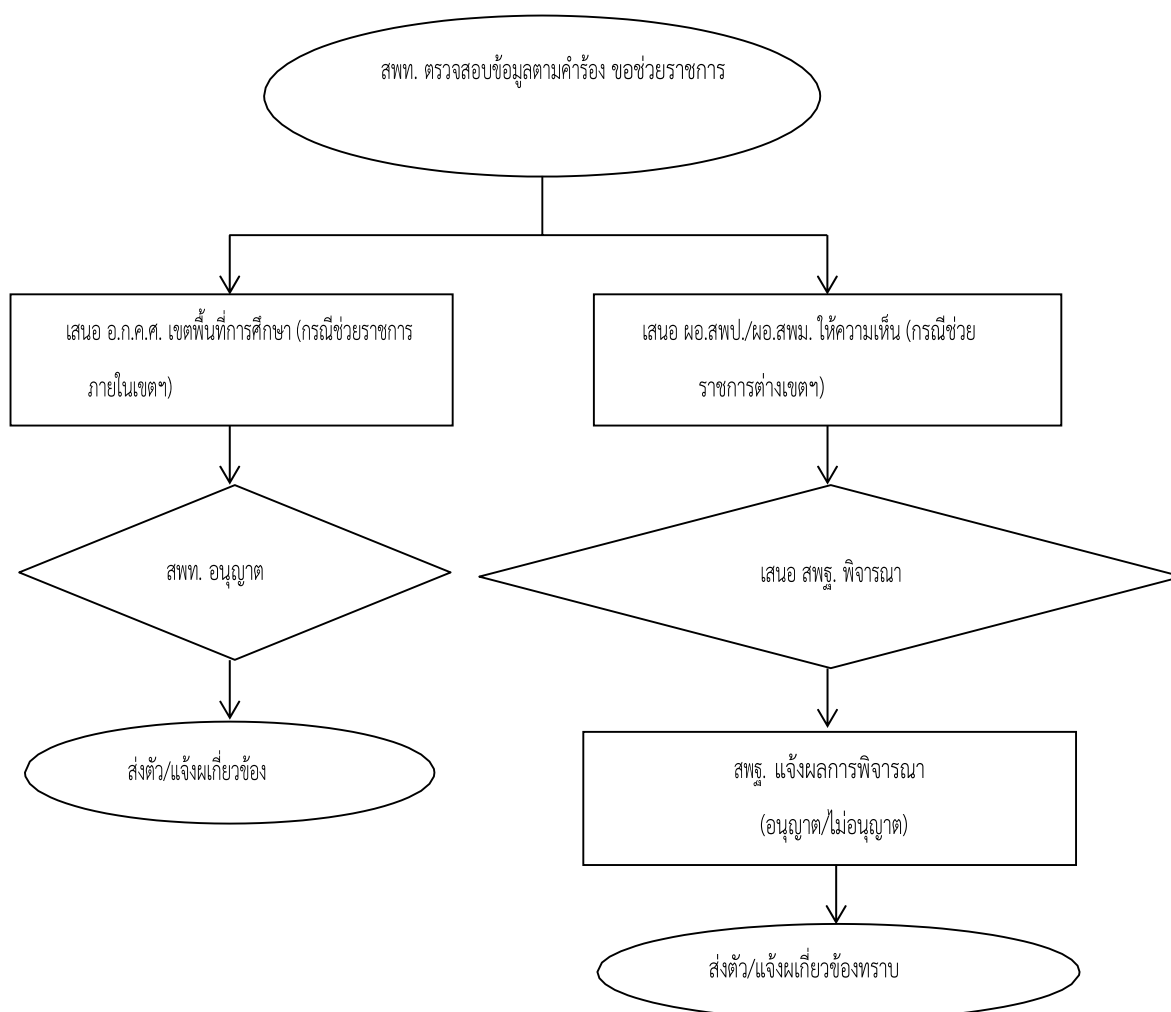 สพท. ตรวจสอบข้อมูลตามคำร้อง ขอช่วยราชการ
เสนอ อ.ก.ค.ศ. เขตพื้นที่การศึกษา (กรณีช่วยราชการ
ภายในเขตฯ)
เสนอ ผอ.สพป./ผอ.สพม. ให้ความเห็น (กรณีช่วย
ราชการต่างเขตฯ)
สพท. อนุญาต
เสนอ สพฐ. พิจารณา
ส่งตัว/แจ้งผเกี่ยวข้อง
สพฐ. แจ้งผลการพิจารณา
(อนุญาต/ไม่อนุญาต)
ส่งตัว/แจ้งผเกี่ยวข้องทราบ